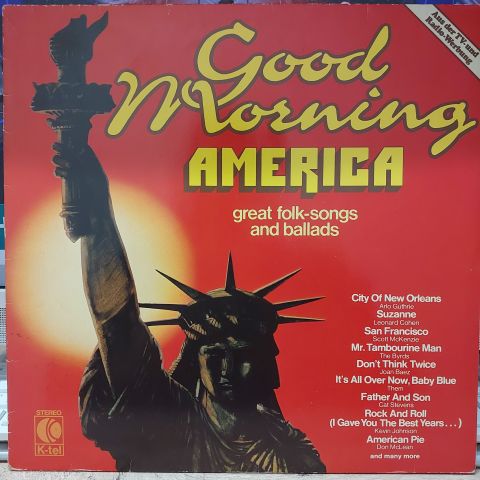 Aus der TV- und
Radio-Werbung
Good
Morning
AMERICA
great folk-songs
and ballads
City Of New Orleans
Arlo Guthrie
Suzanne
Leonard Cohen
San Francisco
Scott McKenzie
Mr. Tambourine Man
The Byrds
Don't Think Twice
Joan Baez
It's All Over Now, Baby Blue
Them
Father And Son
Cat Stevens
Rock And Roll
(I Gave You The Best Years...)
Kevin Johnson
American Pie
Don McLean
and many more
STEREO
K-tel